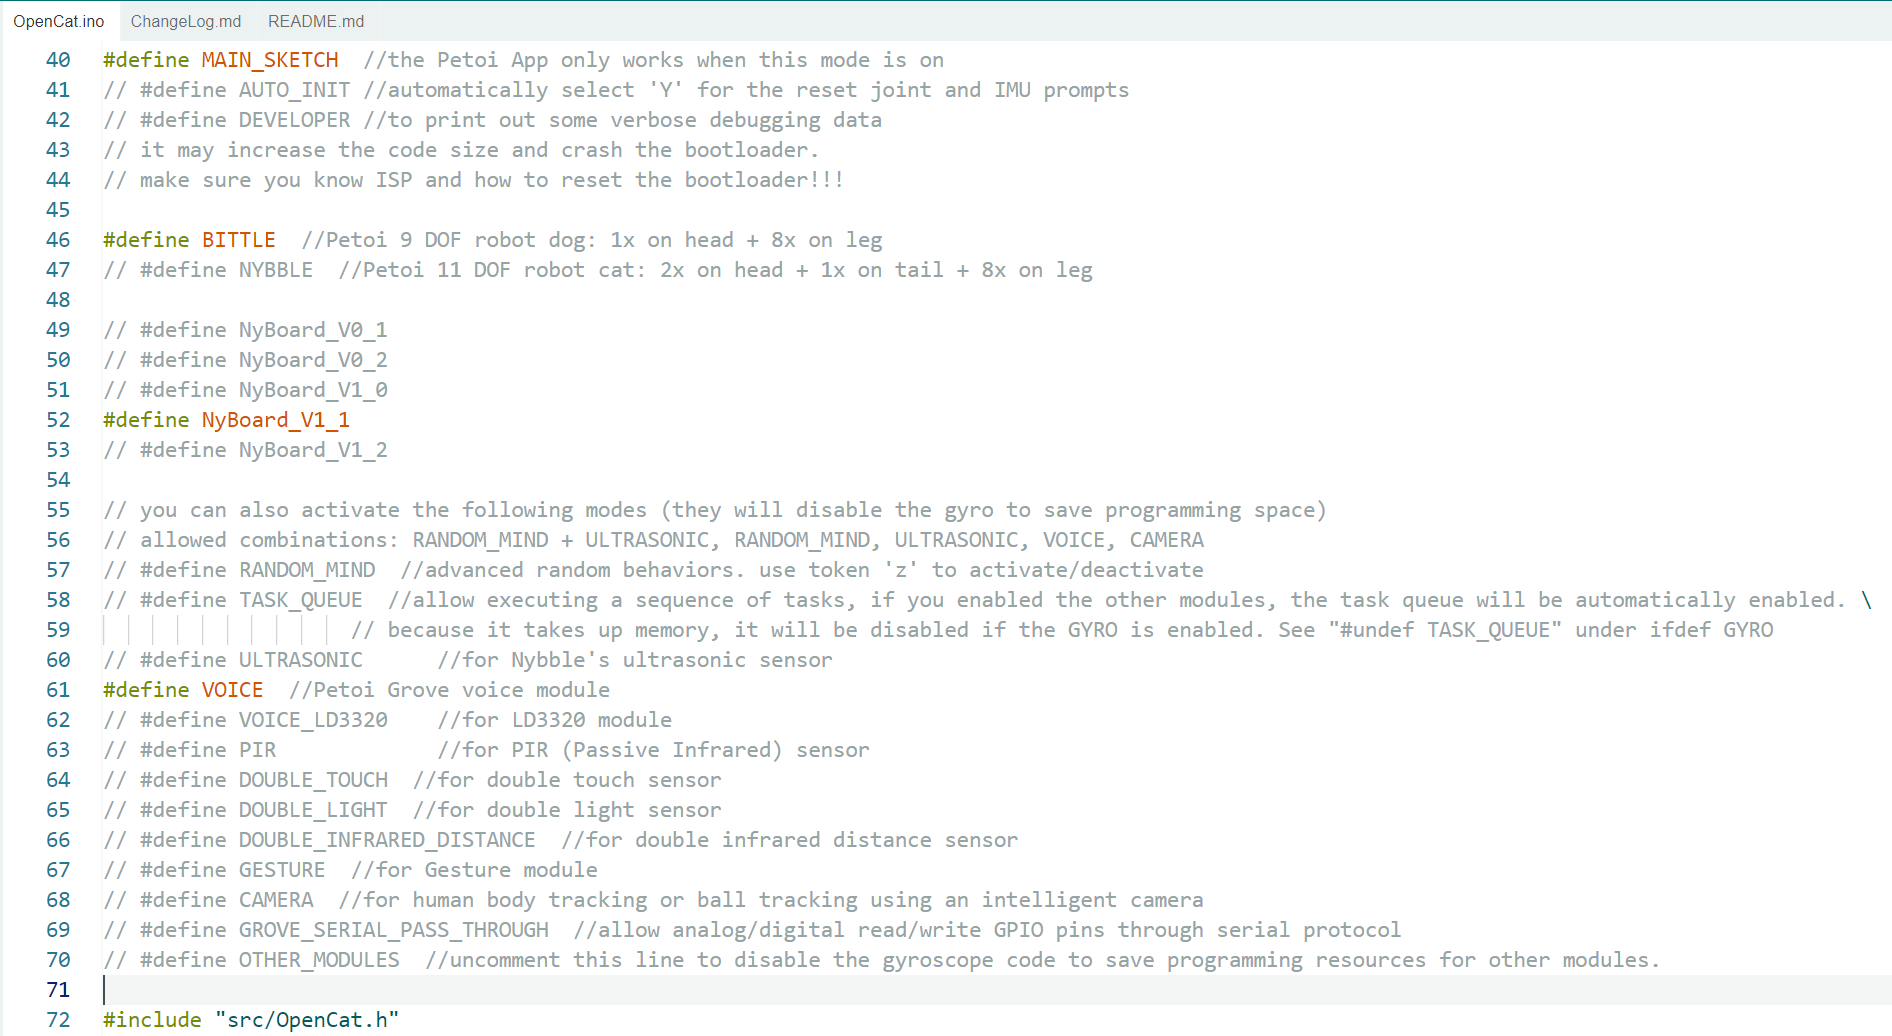 OpenCat.ino ChangeLog.md README.md
40 #define MAIN_SKETCH  //the Petoi App only works when this mode is on
41 // #define AUTO_INIT //automatically select 'Y' for the reset joint and IMU prompts
42 // #define DEVELOPER //to print out some verbose debugging data
43 // it may increase the code size and crash the bootloader.
44 // make sure you know ISP and how to reset the bootloader!!!
45
46 #define BITTLE  //Petoi 9 DOF robot dog: 1x on head + 8x on leg
47 // #define NYBBLE  //Petoi 11 DOF robot cat: 2x on head + 1x on tail + 8x on leg
48
49 // #define NyBoard_V0_1
50 // #define NyBoard_V0_2
51 // #define NyBoard_V1_0
52 #define NyBoard_V1_1
53 // #define NyBoard_V1_2
54
55 // you can also activate the following modes (they will disable the gyro to save programming space)
56 // allowed combinations: RANDOM_MIND + ULTRASONIC, RANDOM_MIND, ULTRASONIC, VOICE, CAMERA
57 // #define RANDOM_MIND  //advanced random behaviors. use token 'z' to activate/deactivate
58 // #define TASK_QUEUE  //allow executing a sequence of tasks, if you enabled the other modules, the task queue will be automatically enabled. \
59                     // because it takes up memory, it will be disabled if the GYRO is enabled. See "#undef TASK_QUEUE" under ifdef GYRO
60 // #define ULTRASONIC      //for Nybble's ultrasonic sensor
61 #define VOICE  //Petoi Grove voice module
62 // #define VOICE_LD3320    //for LD3320 module
63 // #define PIR             //for PIR (Passive Infrared) sensor
64 // #define DOUBLE_TOUCH  //for double touch sensor
65 // #define DOUBLE_LIGHT  //for double light sensor
66 // #define DOUBLE_INFRARED_DISTANCE  //for double infrared distance sensor
67 // #define GESTURE  //for Gesture module
68 // #define CAMERA  //for human body tracking or ball tracking using an intelligent camera
69 // #define GROVE_SERIAL_PASS_THROUGH  //allow analog/digital read/write GPIO pins through serial protocol
70 // #define OTHER_MODULES  //uncomment this line to disable the gyroscope code to save programming resources for other modules.
71
72 #include "src/OpenCat.h"